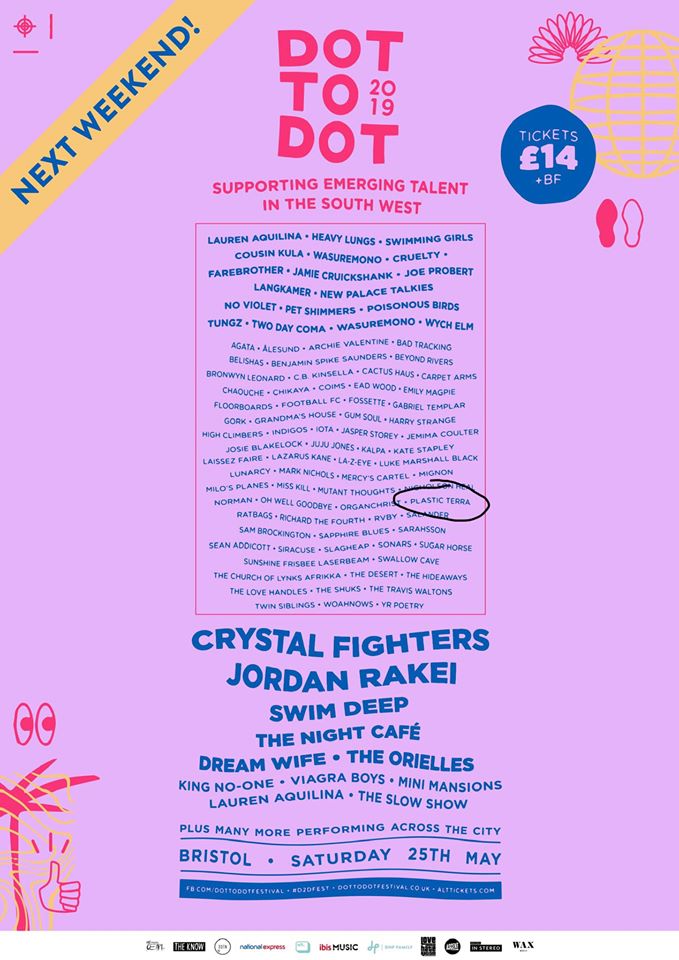 NEXT WEEKEND!
DOT
TO 20
19
DOT
TICKETS
£14
+BF
SUPPORTING EMERGING TALENT
IN THE SOUTH WEST
LAUREN AQUILINA • HEAVY LUNGS • SWIMMING GIRLS
COUSIN KULA • WASUREMONO • CRUELTY •
FAREBROTHER • JAMIE CRUICKSHANK • JOE PROBERT
LANGKAMER • NEW PALACE TALKIES
NO VIOLET • PET SHIMMERS • POISONOUS BIRDS
TUNGZ • TWO DAY COMA • WASUREMONO • WYCH ELM
AGATA • ÅLESUND • ARCHIE VALENTINE • BAD TRACKING
BELISHAS • BENJAMIN SPIKE SAUNDERS • BEYOND RIVERS
BRONWYN LEONARD • C.B. KINSELLA • CACTUS HAUS • CARPET ARMS
CHAOUCHE • CHIKAYA • COIMS • EAD WOOD • EMILY MAGPIE
FLOORBOARDS • FOOTBALL FC • FOSSETTE • GABRIEL TEMPLAR
GORK • GRANDMA'S HOUSE • GUM SOUL • HARRY STRANGE
HIGH CLIMBERS • INDIGOS • IOTA • JASPER STOREY • JEMIMA COULTER
JOSIE BLAKELOCK • JUJU JONES • KALPA • KATE STAPLEY
LAISSEZ FAIRE • LAZARUS KANE • LA-Z-EYE • LUKE MARSHALL BLACK
LUNARCY • MARK NICHOLS • MERCY'S CARTEL • MIGNON
MILO'S PLANES • MISS KILL • MUTANT THOUGHTS • NICHOLSON HEAL
NORMAN • OH WELL GOODBYE • ORGANCHRIST • PLASTIC TERRA
RATBAGS • RICHARD THE FOURTH • RVBY • SALANDER
SAM BROCKINGTON • SAPPHIRE BLUES • SARAHSSON
SEAN ADDICOTT • SIRACUSE • SLAGHEAP • SONARS • SUGAR HORSE
SUNSHINE FRISBEE LASERBEAM • SWALLOW CAVE
THE CHURCH OF LYNKS AFRIKKA • THE DESERT • THE HIDEAWAYS
THE LOVE HANDLES • THE SHUKS • THE TRAVIS WALTONS
TWIN SIBLINGS • WOAHNOWS • YR POETRY
CRYSTAL FIGHTERS
JORDAN RAKEI
SWIM DEEP
THE NIGHT CAFÉ
DREAM WIFE • THE ORIELLES
KING NO-ONE • VIAGRA BOYS • MINI MANSIONS
LAUREN AQUILINA • THE SLOW SHOW
PLUS MANY MORE PERFORMING ACROSS THE CITY
BRISTOL • SATURDAY 25TH MAY
FB.COM/DOTTODOTFESTIVAL • #D2DFEST • DOTTODOTFESTIVAL.CO.UK • ALTTICKETS.COM
THE KNOW
national express
ibis MUSIC
DHP FAMILY
ASCENT
IN STEREO
WAX